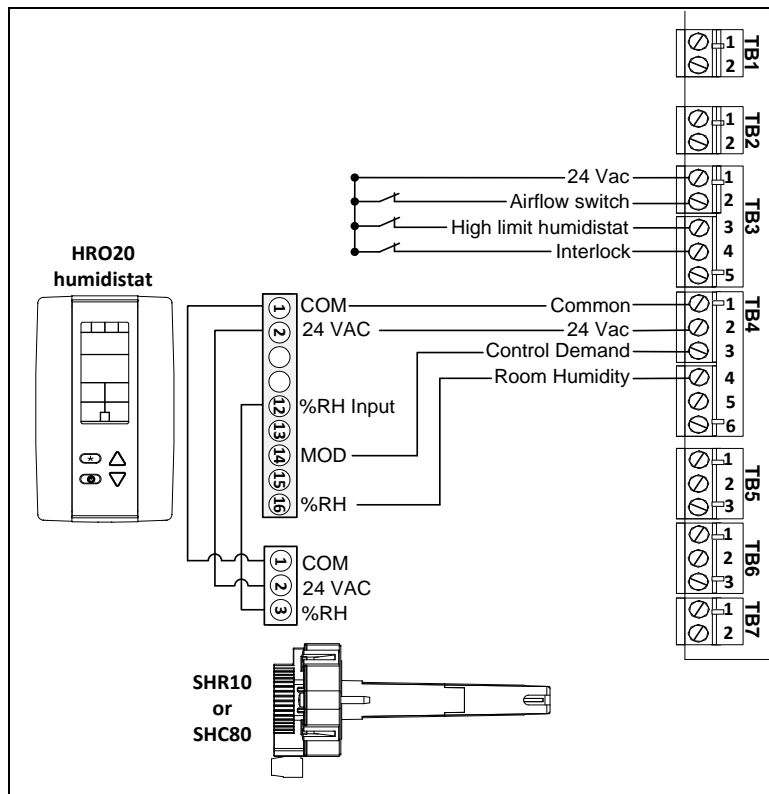 1
2
TB1
1
2
TB2
24 Vac
Airflow switch
High limit humidistat
Interlock
1
2
3
4
5
TB3
HRO20
humidistat
1 COM
2 24 VAC
12 %RH Input
13
14 MOD
15
16 %RH
Common
24 Vac
Control Demand
Room Humidity
1
2
3
4
5
6
TB4
1
2
3
TB5
1 COM
2 24 VAC
3 %RH
1
2
3
TB6
1
2
TB7
SHR10
or
SHC80